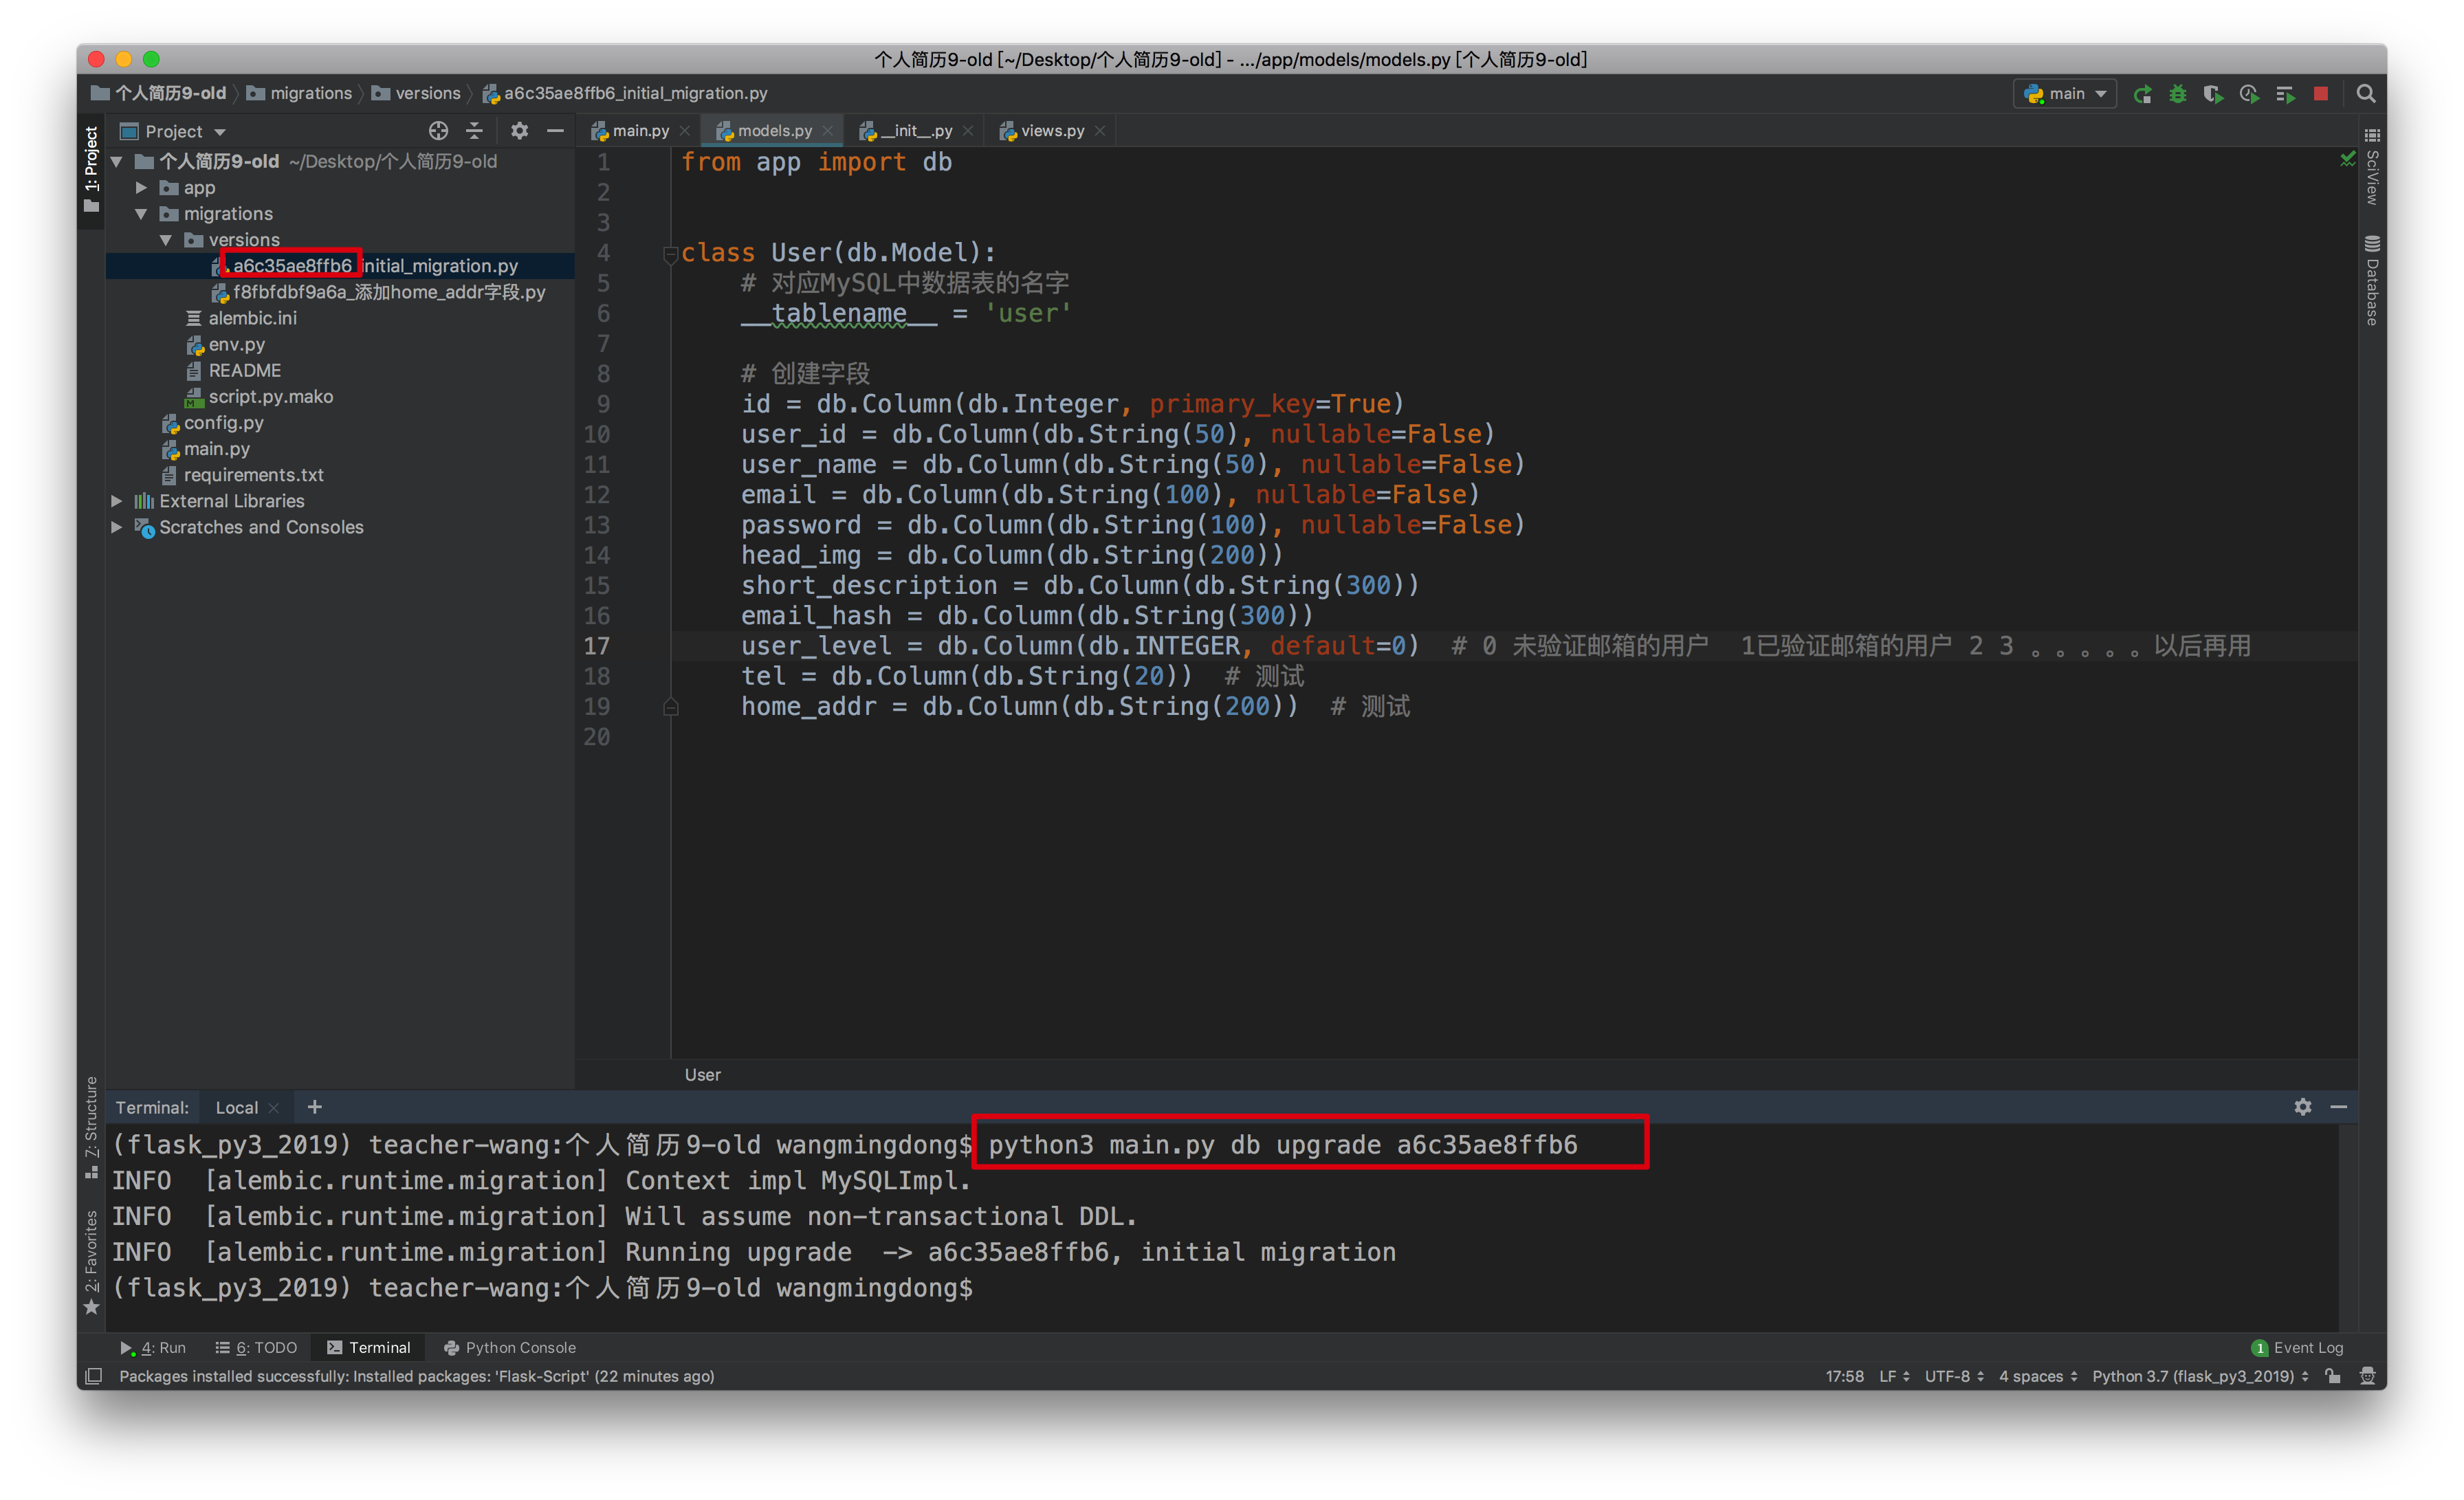 个人简历9-old [~/Desktop/个人简历9-old] - .../app/models/models.py [个人简历9-old]
个人简历9-old migrations versions a6c35ae8ffb6_initial_migration.py
main
Project
main.py models.py __init__.py views.py
1: Project
个人简历9-old ~/Desktop/个人简历9-old
app
migrations
versions
a6c35ae8ffb6_initial_migration.py
f8fbfdbf9a6a_添加home_addr字段.py
alembic.ini
env.py
README
script.py.mako
config.py
main.py
requirements.txt
External Libraries
Scratches and Consoles
1 from app import db
2
3
4 class User(db.Model):
5 # 对应MySQL中数据表的名字
6 __tablename__ = 'user'
7
8 # 创建字段
9 id = db.Column(db.Integer, primary_key=True)
10 user_id = db.Column(db.String(50), nullable=False)
11 user_name = db.Column(db.String(50), nullable=False)
12 email = db.Column(db.String(100), nullable=False)
13 password = db.Column(db.String(100), nullable=False)
14 head_img = db.Column(db.String(200))
15 short_description = db.Column(db.String(300))
16 email_hash = db.Column(db.String(300))
17 user_level = db.Column(db.INTEGER, default=0) # 0 未验证邮箱的用户 1已验证邮箱的用户 2 3 。。。。。以后再用
18 tel = db.Column(db.String(20)) # 测试
19 home_addr = db.Column(db.String(200)) # 测试
20
User
SciView
Database
7: Structure
2: Favorites
Terminal: Local
(flask_py3_2019) teacher-wang:个人简历9-old wangmingdong$ python3 main.py db upgrade a6c35ae8ffb6
INFO [alembic.runtime.migration] Context impl MySQLImpl.
INFO [alembic.runtime.migration] Will assume non-transactional DDL.
INFO [alembic.runtime.migration] Running upgrade -> a6c35ae8ffb6, initial migration
(flask_py3_2019) teacher-wang:个人简历9-old wangmingdong$
4: Run 6: TODO Terminal Python Console 1 Event Log
Packages installed successfully: Installed packages: 'Flask-Script' (22 minutes ago) 17:58 LF UTF-8 4 spaces Python 3.7 (flask_py3_2019)